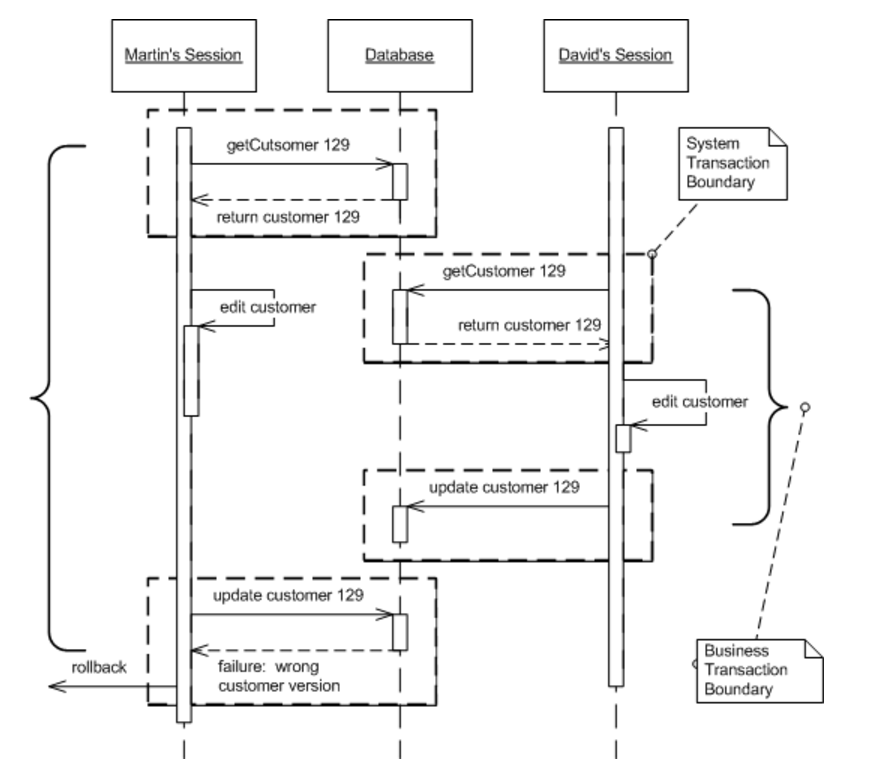 Martin's Session
Database
David's Session
getCutsomer 129
return customer 129
System
Transaction
Boundary
getCustomer 129
edit customer
return customer 129
edit customer
update customer 129
update customer 129
failure:  wrong
customer version
rollback
Business
Transaction
Boundary